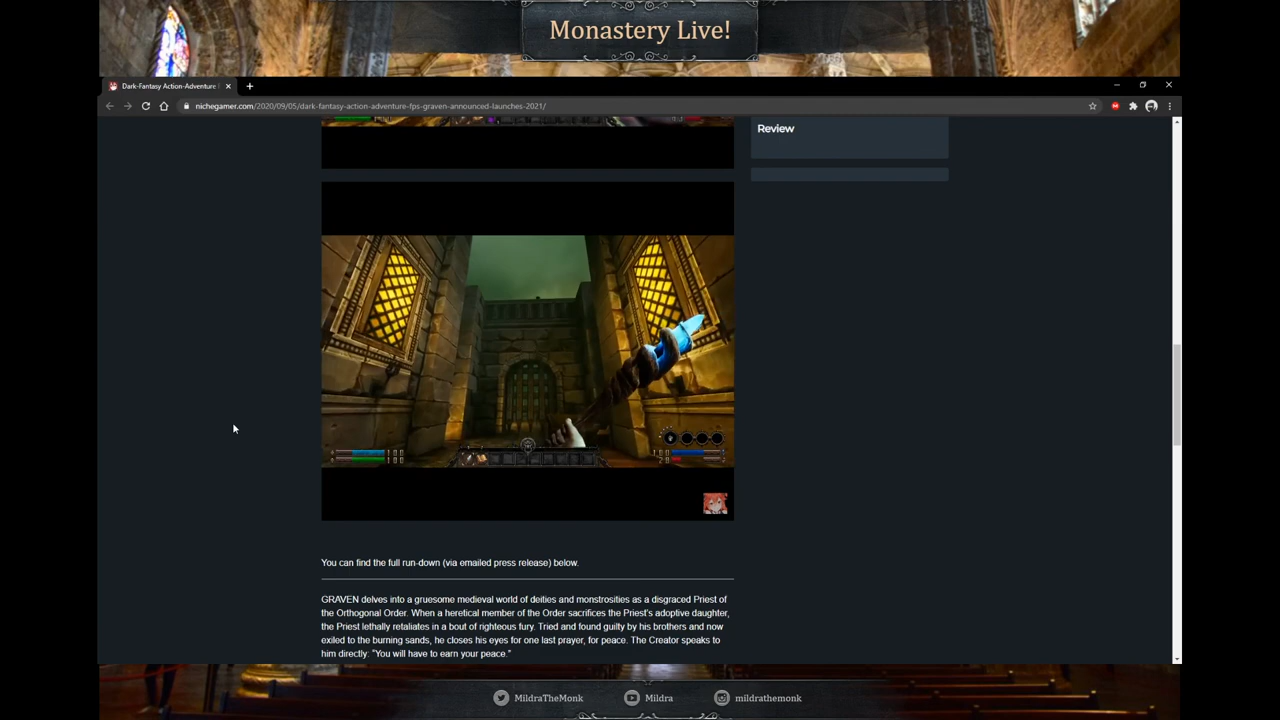 Monastery Live!
Dark-Fantasy Action-Adventure
nichegamer.com/2020/09/05/dark-fantasy-action-adventure-fps-graven-announced-launches-2021/
Review
You can find the full run-down (via emailed press release) below.
GRAVEN delves into a gruesome medieval world of deities and monstrosities as a disgraced Priest of
the Orthogonal Order. When a heretical member of the Order sacrifices the Priest's adoptive daughter,
the Priest lethally retaliates in a bout of righteous fury. Tried and found guilty by his brothers and now
exiled to the burning sands, he closes his eyes for one last prayer, for peace. The Creator speaks to
him directly: "You will have to earn your peace."
MildraTheMonk
Mildra
mildrathemonk